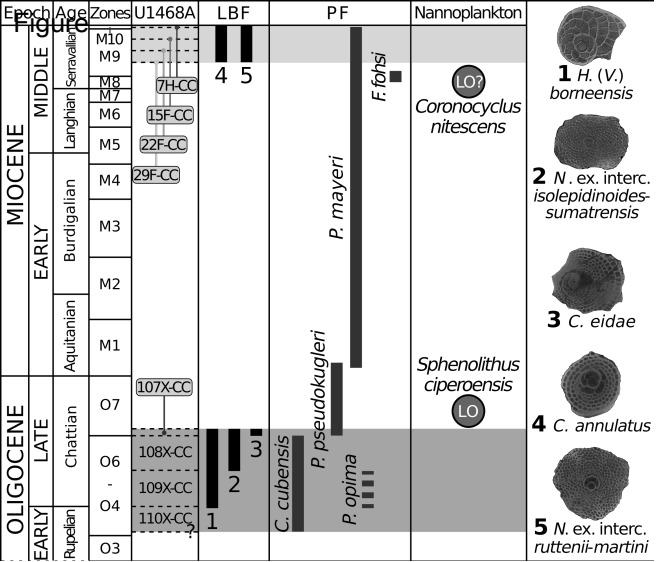 Figure
Epoch
Age
Zones
U1468A
LBF
PF
Nannoplankton
MIOCENE
MIDDLE
EARLY
Serravalian
Langhian
Burdigalian
Aquitanian
M10
M9
M8
M7
M6
M5
M4
M3
M2
M1
7H-CC
15F-CC
22F-CC
29F-CC
107X-CC
4
5
P. mayeri
F. fohsi
LO?
Coronocyclus
nitescens
OLIGOCENE
LATE
EARLY
Chattian
Rupelian
O7
O6
-
O4
O3
108X-CC
109X-CC
110X-CC
?
1
2
3
C. cubensis
P. pseudokugleri
P. opima
Sphenolithus
ciperoensis
LO
1 H. (V.)
borneensis
2 N. ex. interc.
isolepidinoides-
sumatrensis
3 C. eidae
4 C. annulatus
5 N. ex. interc.
ruttenii-martini